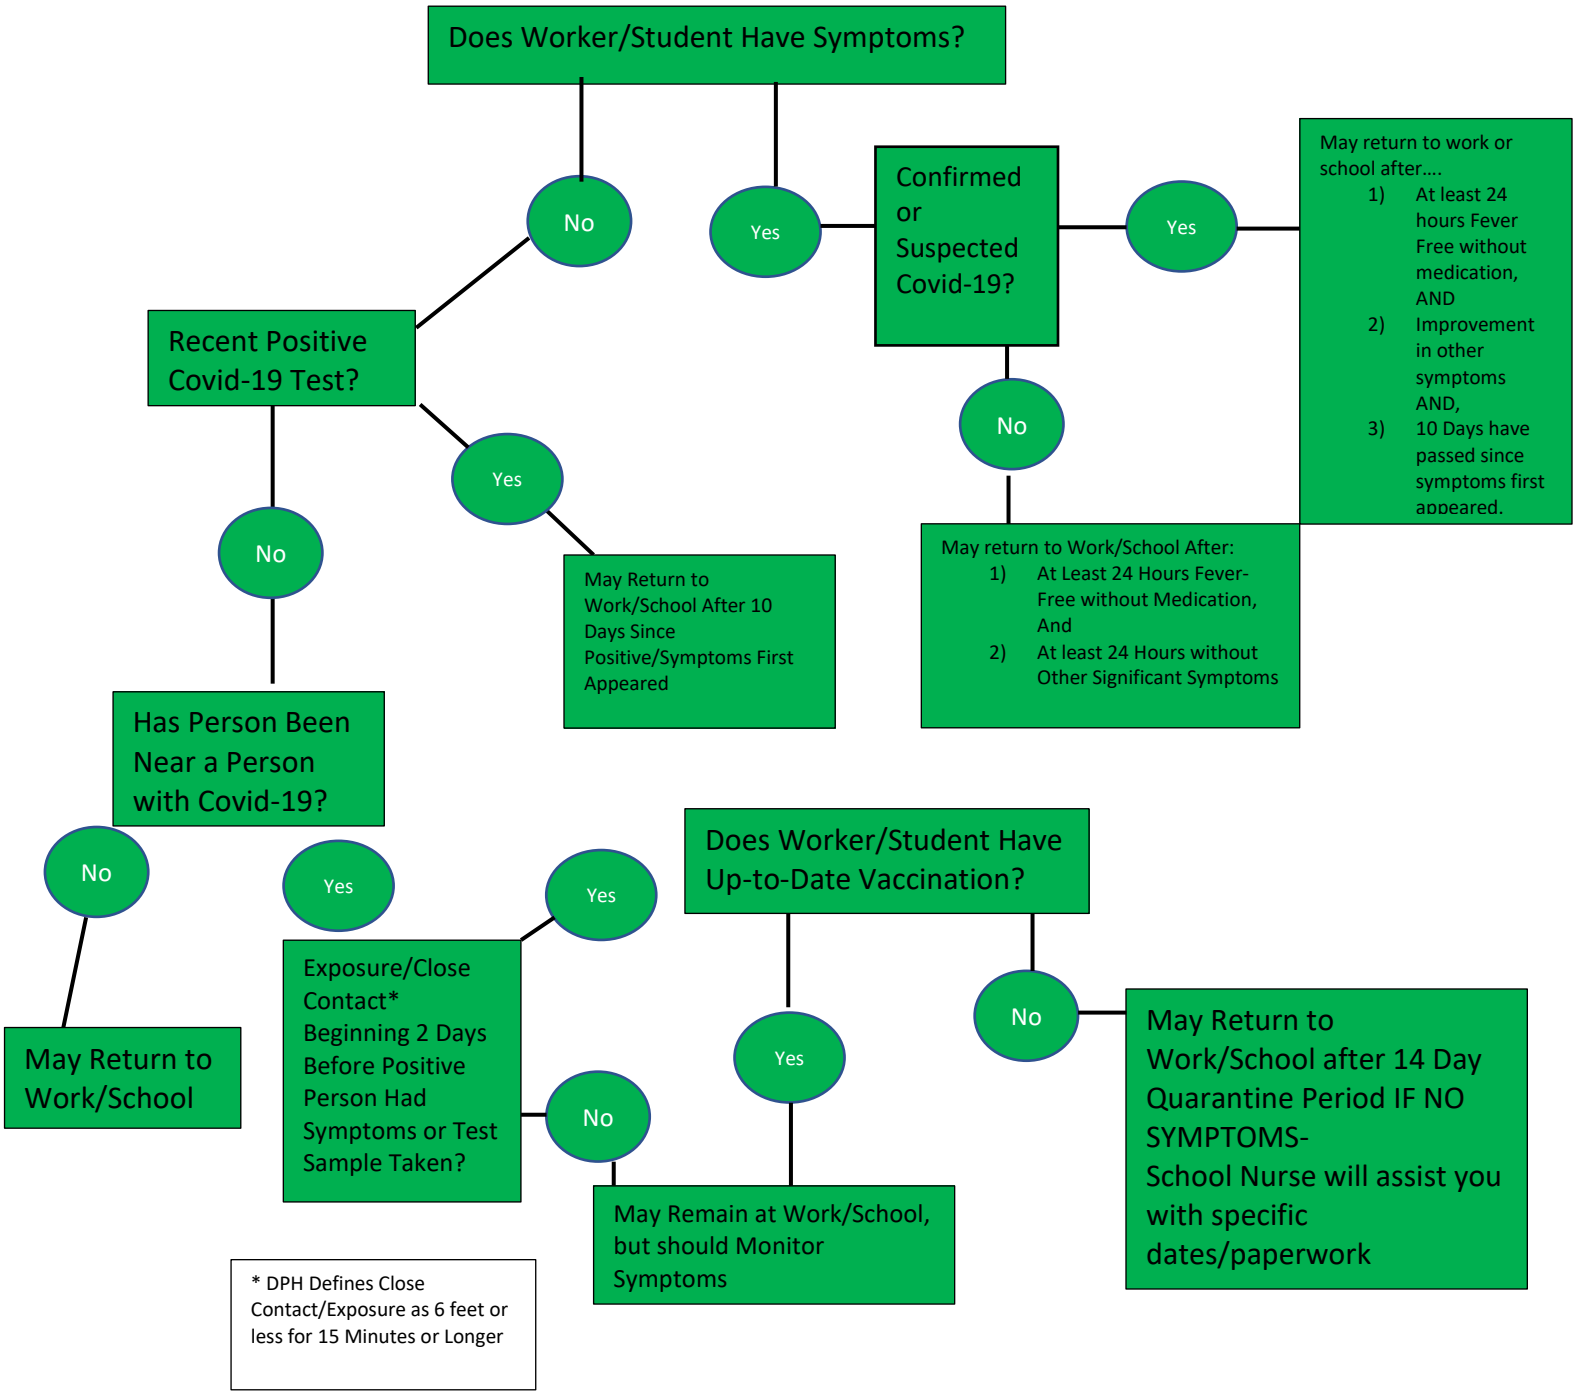 Does Worker/Student Have Symptoms?
No
Yes
Confirmed
or
Suspected
Covid-19?
Yes
May return to work or
school after....
1) At least 24
hours Fever
Free without
medication,
AND
2) Improvement
in other
symptoms
AND,
3) 10 Days have
passed since
symptoms first
appeared.
No
May return to Work/School After:
1) At Least 24 Hours Fever-
Free without Medication,
And
2) At least 24 Hours without
Other Significant Symptoms
Recent Positive
Covid-19 Test?
Yes
May Return to
Work/School After 10
Days Since
Positive/Symptoms First
Appeared
No
Has Person Been
Near a Person
with Covid-19?
No
May Return to
Work/School
Yes
Exposure/Close
Contact*
Beginning 2 Days
Before Positive
Person Had
Symptoms or Test
Sample Taken?
Yes
No
Does Worker/Student Have
Up-to-Date Vaccination?
Yes
May Remain at Work/School,
but should Monitor
Symptoms
No
May Return to
Work/School after 14 Day
Quarantine Period IF NO
SYMPTOMS-
School Nurse will assist you
with specific
dates/paperwork
* DPH Defines Close
Contact/Exposure as 6 feet or
less for 15 Minutes or Longer